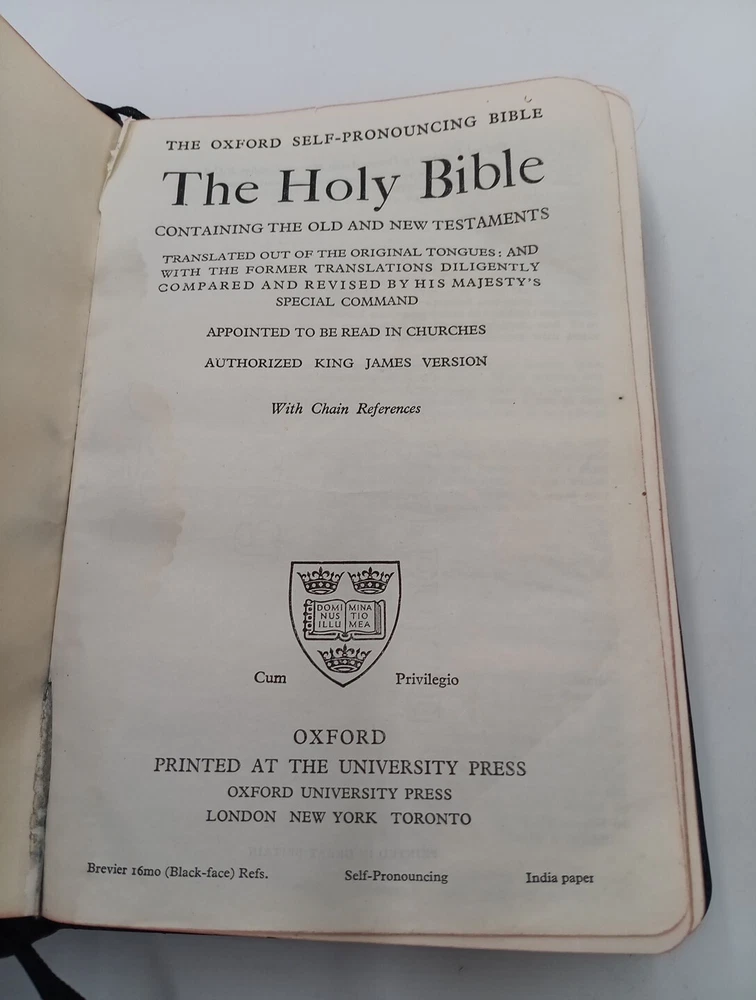 THE OXFORD SELF-PRONOUNCING BIBLE
The Holy Bible
CONTAINING THE OLD AND NEW TESTAMENTS
TRANSLATED OUT OF THE ORIGINAL TONGUES: AND
WITH THE FORMER TRANSLATIONS DILIGENTLY
COMPARED AND REVISED BY HIS MAJESTY'S
SPECIAL COMMAND
APPOINTED TO BE READ IN CHURCHES
AUTHORIZED KING JAMES VERSION
With Chain References
DOMI MINA
NUS TIO
ILLU MEA
Cum Privilegio
OXFORD
PRINTED AT THE UNIVERSITY PRESS
OXFORD UNIVERSITY PRESS
LONDON NEW YORK TORONTO
Brevier 16mo (Black-face) Refs. Self-Pronouncing India paper